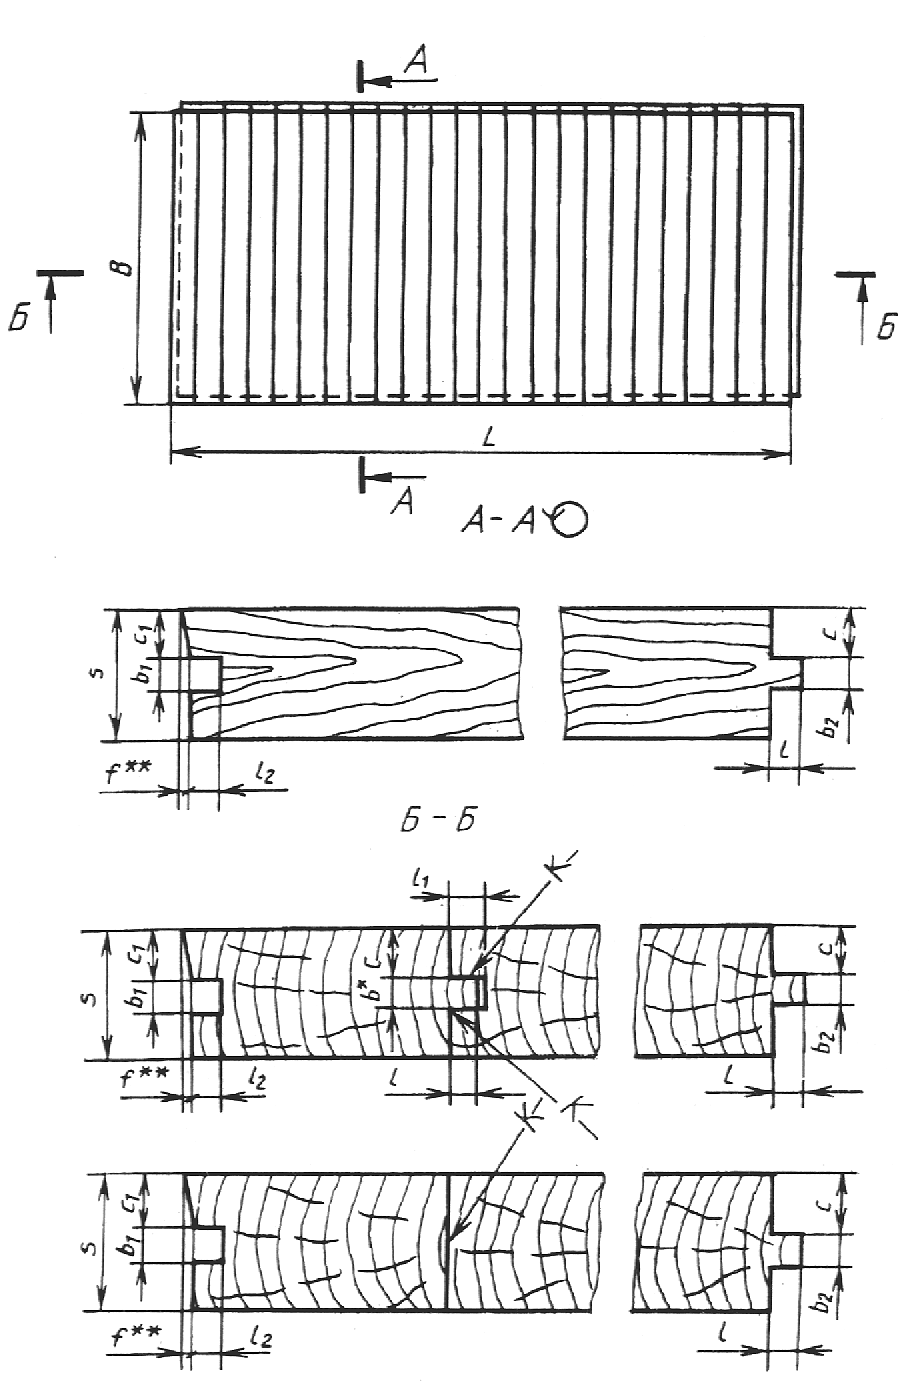 А
В
Б
Б
L
А
А-А
c₁
b₁
s
c
b₂
l
f**
l₂
Б-Б
l₁
К
c₁
b₁
s
c
b*
c
b₂
f**
l₂
l
l
К
К
c₁
b₁
s
c
b₂
f**
l₂
l